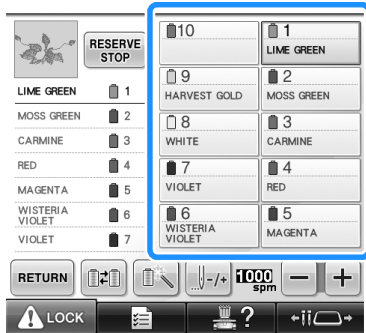 RESERVE
STOP
LIME GREEN 1
MOSS GREEN 2
CARMINE 3
RED 4
MAGENTA 5
WISTERIA
VIOLET 6
VIOLET 7
10
1
LIME GREEN
9
HARVEST GOLD
2
MOSS GREEN
8
WHITE
3
CARMINE
7
VIOLET
4
RED
6
WISTERIA
VIOLET
5
MAGENTA
RETURN
-/+
1000
spm
−
+
LOCK
?